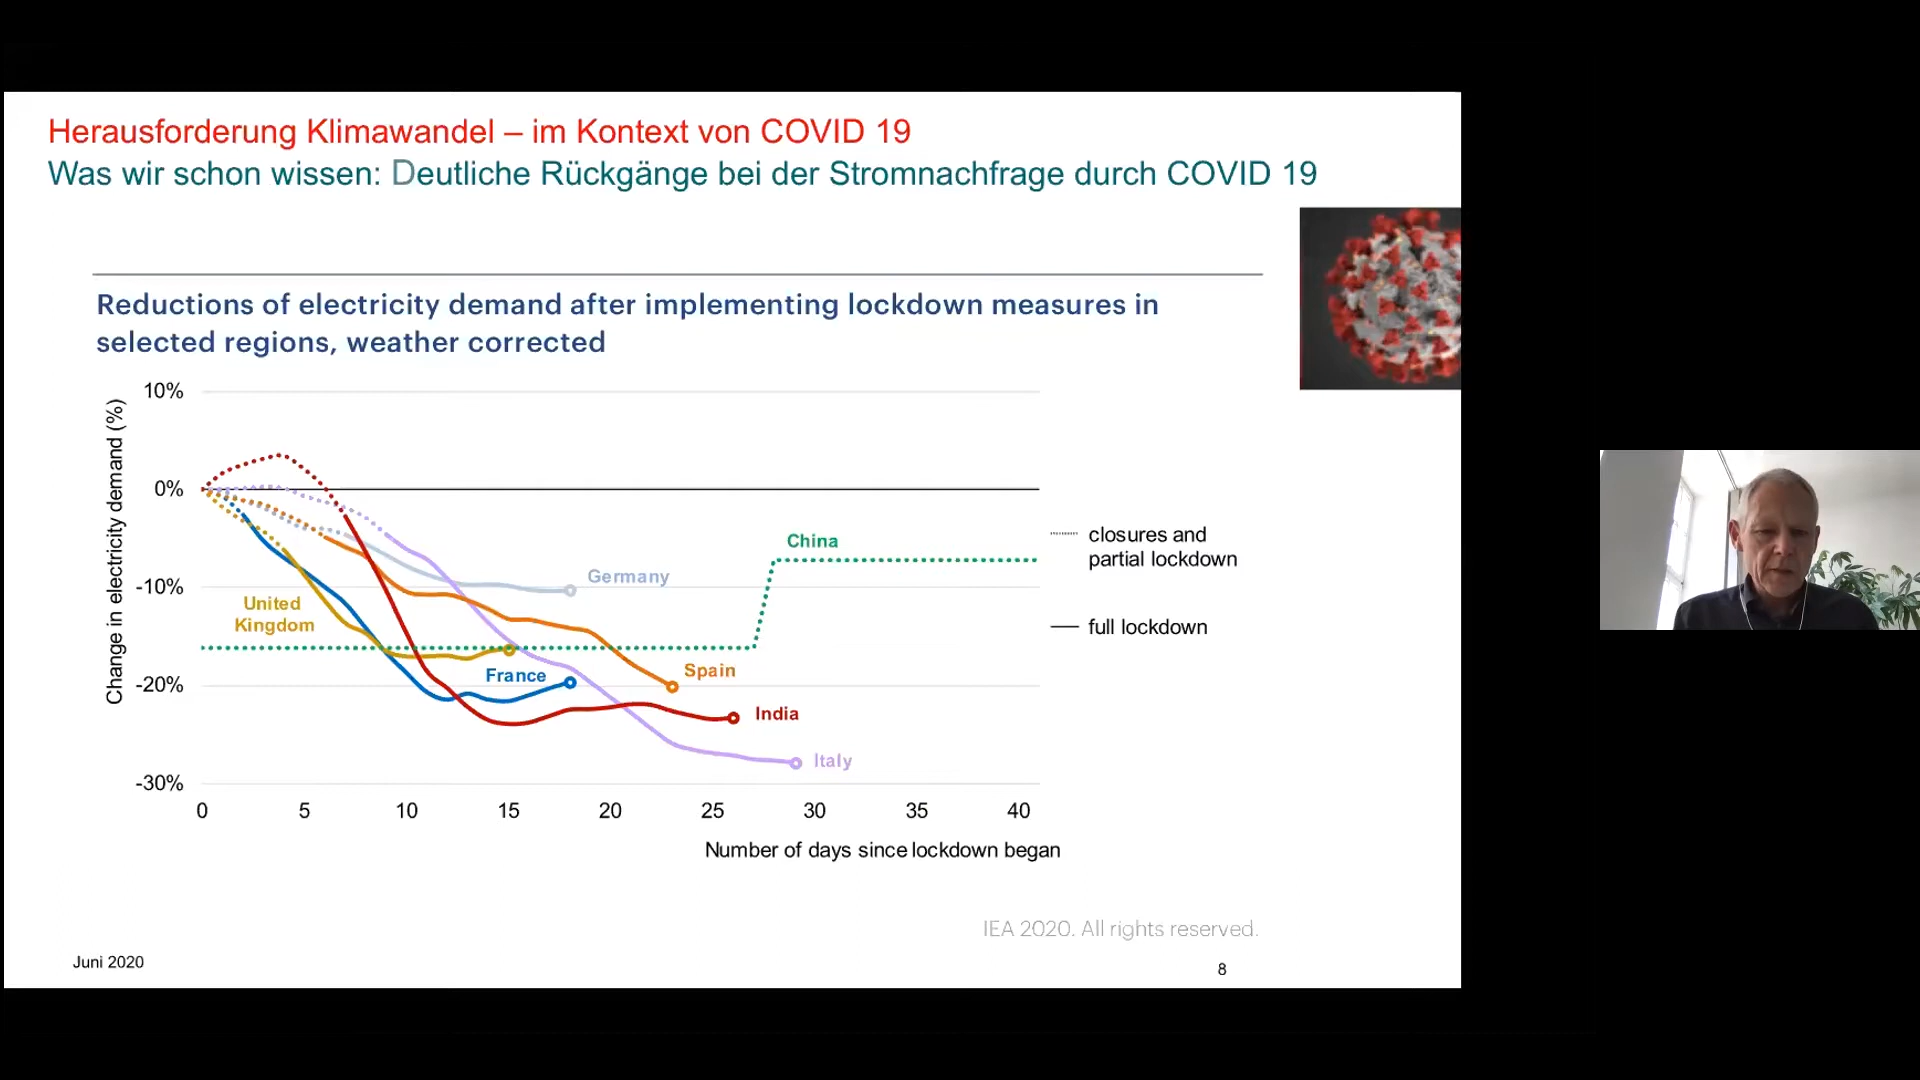 Herausforderung Klimawandel – im Kontext von COVID 19
Was wir schon wissen: Deutliche Rückgänge bei der Stromnachfrage durch COVID 19
Reductions of electricity demand after implementing lockdown measures in
selected regions, weather corrected
Change in electricity demand (%)
10%
0%
-10%
-20%
-30%
0 5 10 15 20 25 30 35 40
Number of days since lockdown began
China
Germany
United
Kingdom
France
Spain
India
Italy
closures and
partial lockdown
full lockdown
IEA 2020. All rights reserved.
Juni 2020
8